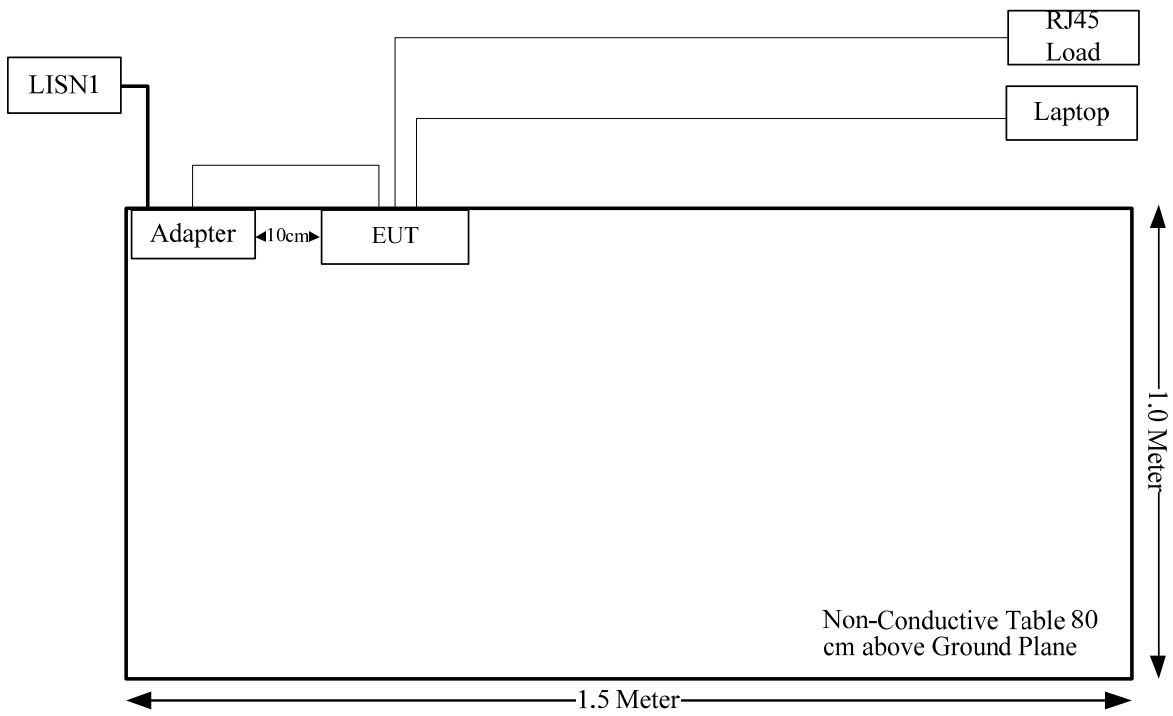 RJ45
Load
LISN1
Laptop
Adapter
10cm
EUT
1.0 Meter
Non-Conductive Table 80
cm above Ground Plane
1.5 Meter